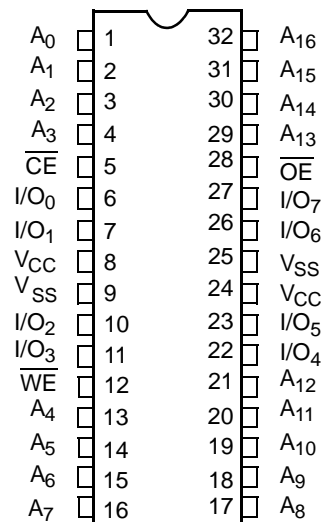 A0 1 32 A16
A1 2 31 A15
A2 3 30 A14
A3 4 29 A13
C̅E̅ 5 28 O̅E̅
I/O0 6 27 I/O7
I/O1 7 26 I/O6
VCC 8 25 VSS
VSS 9 24 VCC
I/O2 10 23 I/O5
I/O3 11 22 I/O4
W̅E̅ 12 21 A12
A4 13 20 A11
A5 14 19 A10
A6 15 18 A9
A7 16 17 A8